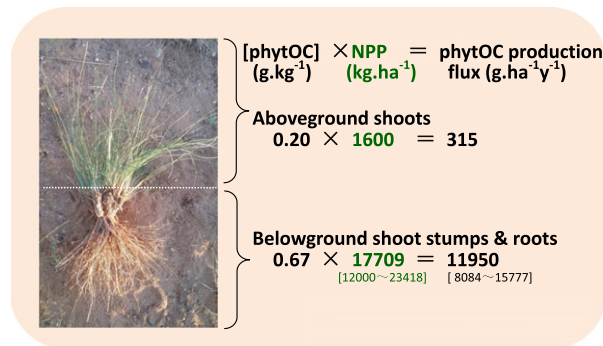 [phytOC] × NPP = phytOC production
(g.kg⁻¹) (kg.ha⁻¹) flux (g.ha⁻¹y⁻¹)
Aboveground shoots
0.20 × 1600 = 315
Belowground shoot stumps & roots
0.67 × 17709 = 11950
[12000～23418] [ 8084～15777]